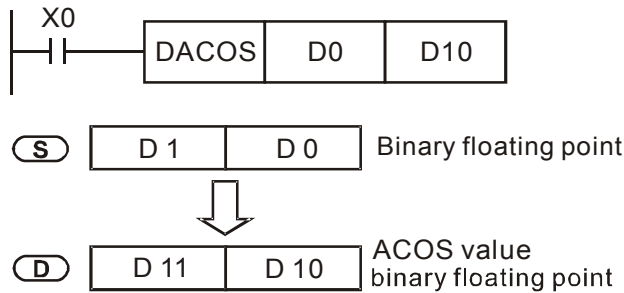 X0
DACOS D0 D10
S D 1 D 0 Binary floating point
D D 11 D 10 ACOS value
binary floating point